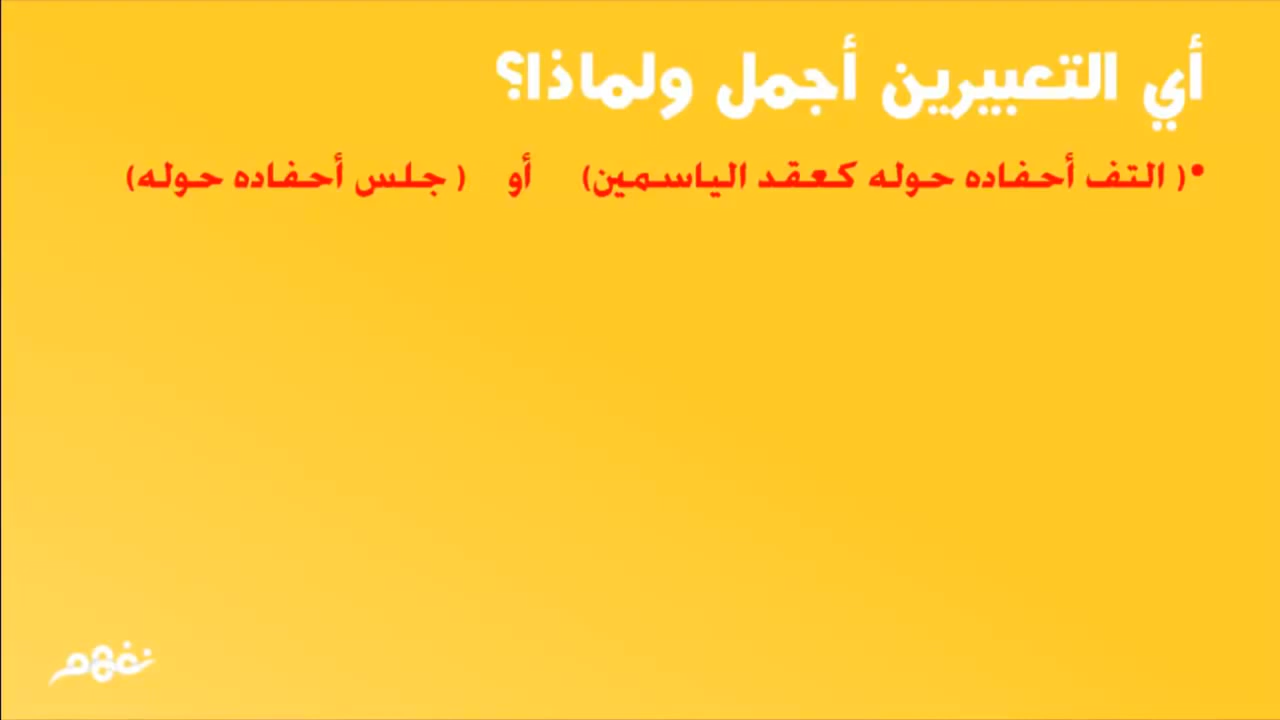 أي التعبيرين أجمل ولماذا؟
•( التف أحفاده حوله كعقد الياسمين) أو ( جلس أحفاده حوله)
نفهم